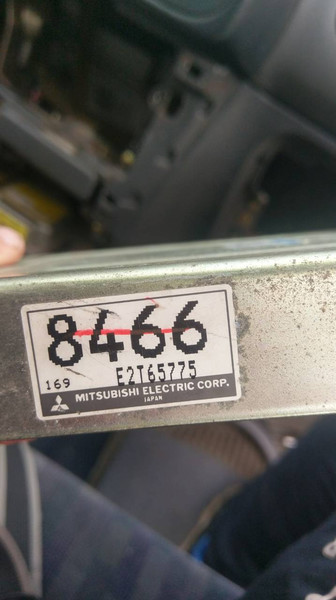 8466
169 E2T65775
MITSUBISHI ELECTRIC CORP.
JAPAN